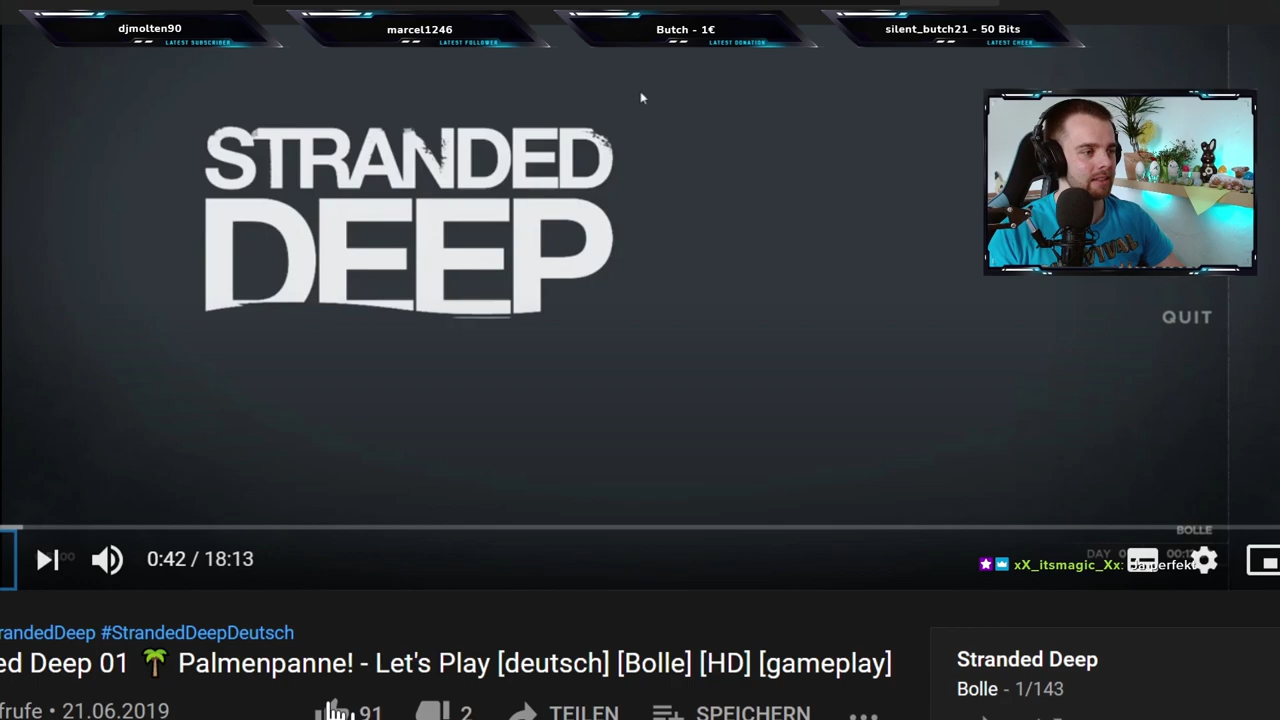 djmolten90
LATEST SUBSCRIBER
marcel1246
LATEST FOLLOWER
Butch - 1€
LATEST DONATION
silent_butch21 - 50 Bits
LATEST CHEER
STRANDED
DEEP
QUIT
BOLLE
DAY
0:42 / 18:13
xX_itsmagic_Xx:
randedDeep #StrandedDeepDeutsch
ed Deep 01 🌴 Palmenpanne! - Let's Play [deutsch] [Bolle] [HD] [gameplay]
frufe • 21.06.2019
91
2
TEILEN
SPEICHERN
Stranded Deep
Bolle - 1/143